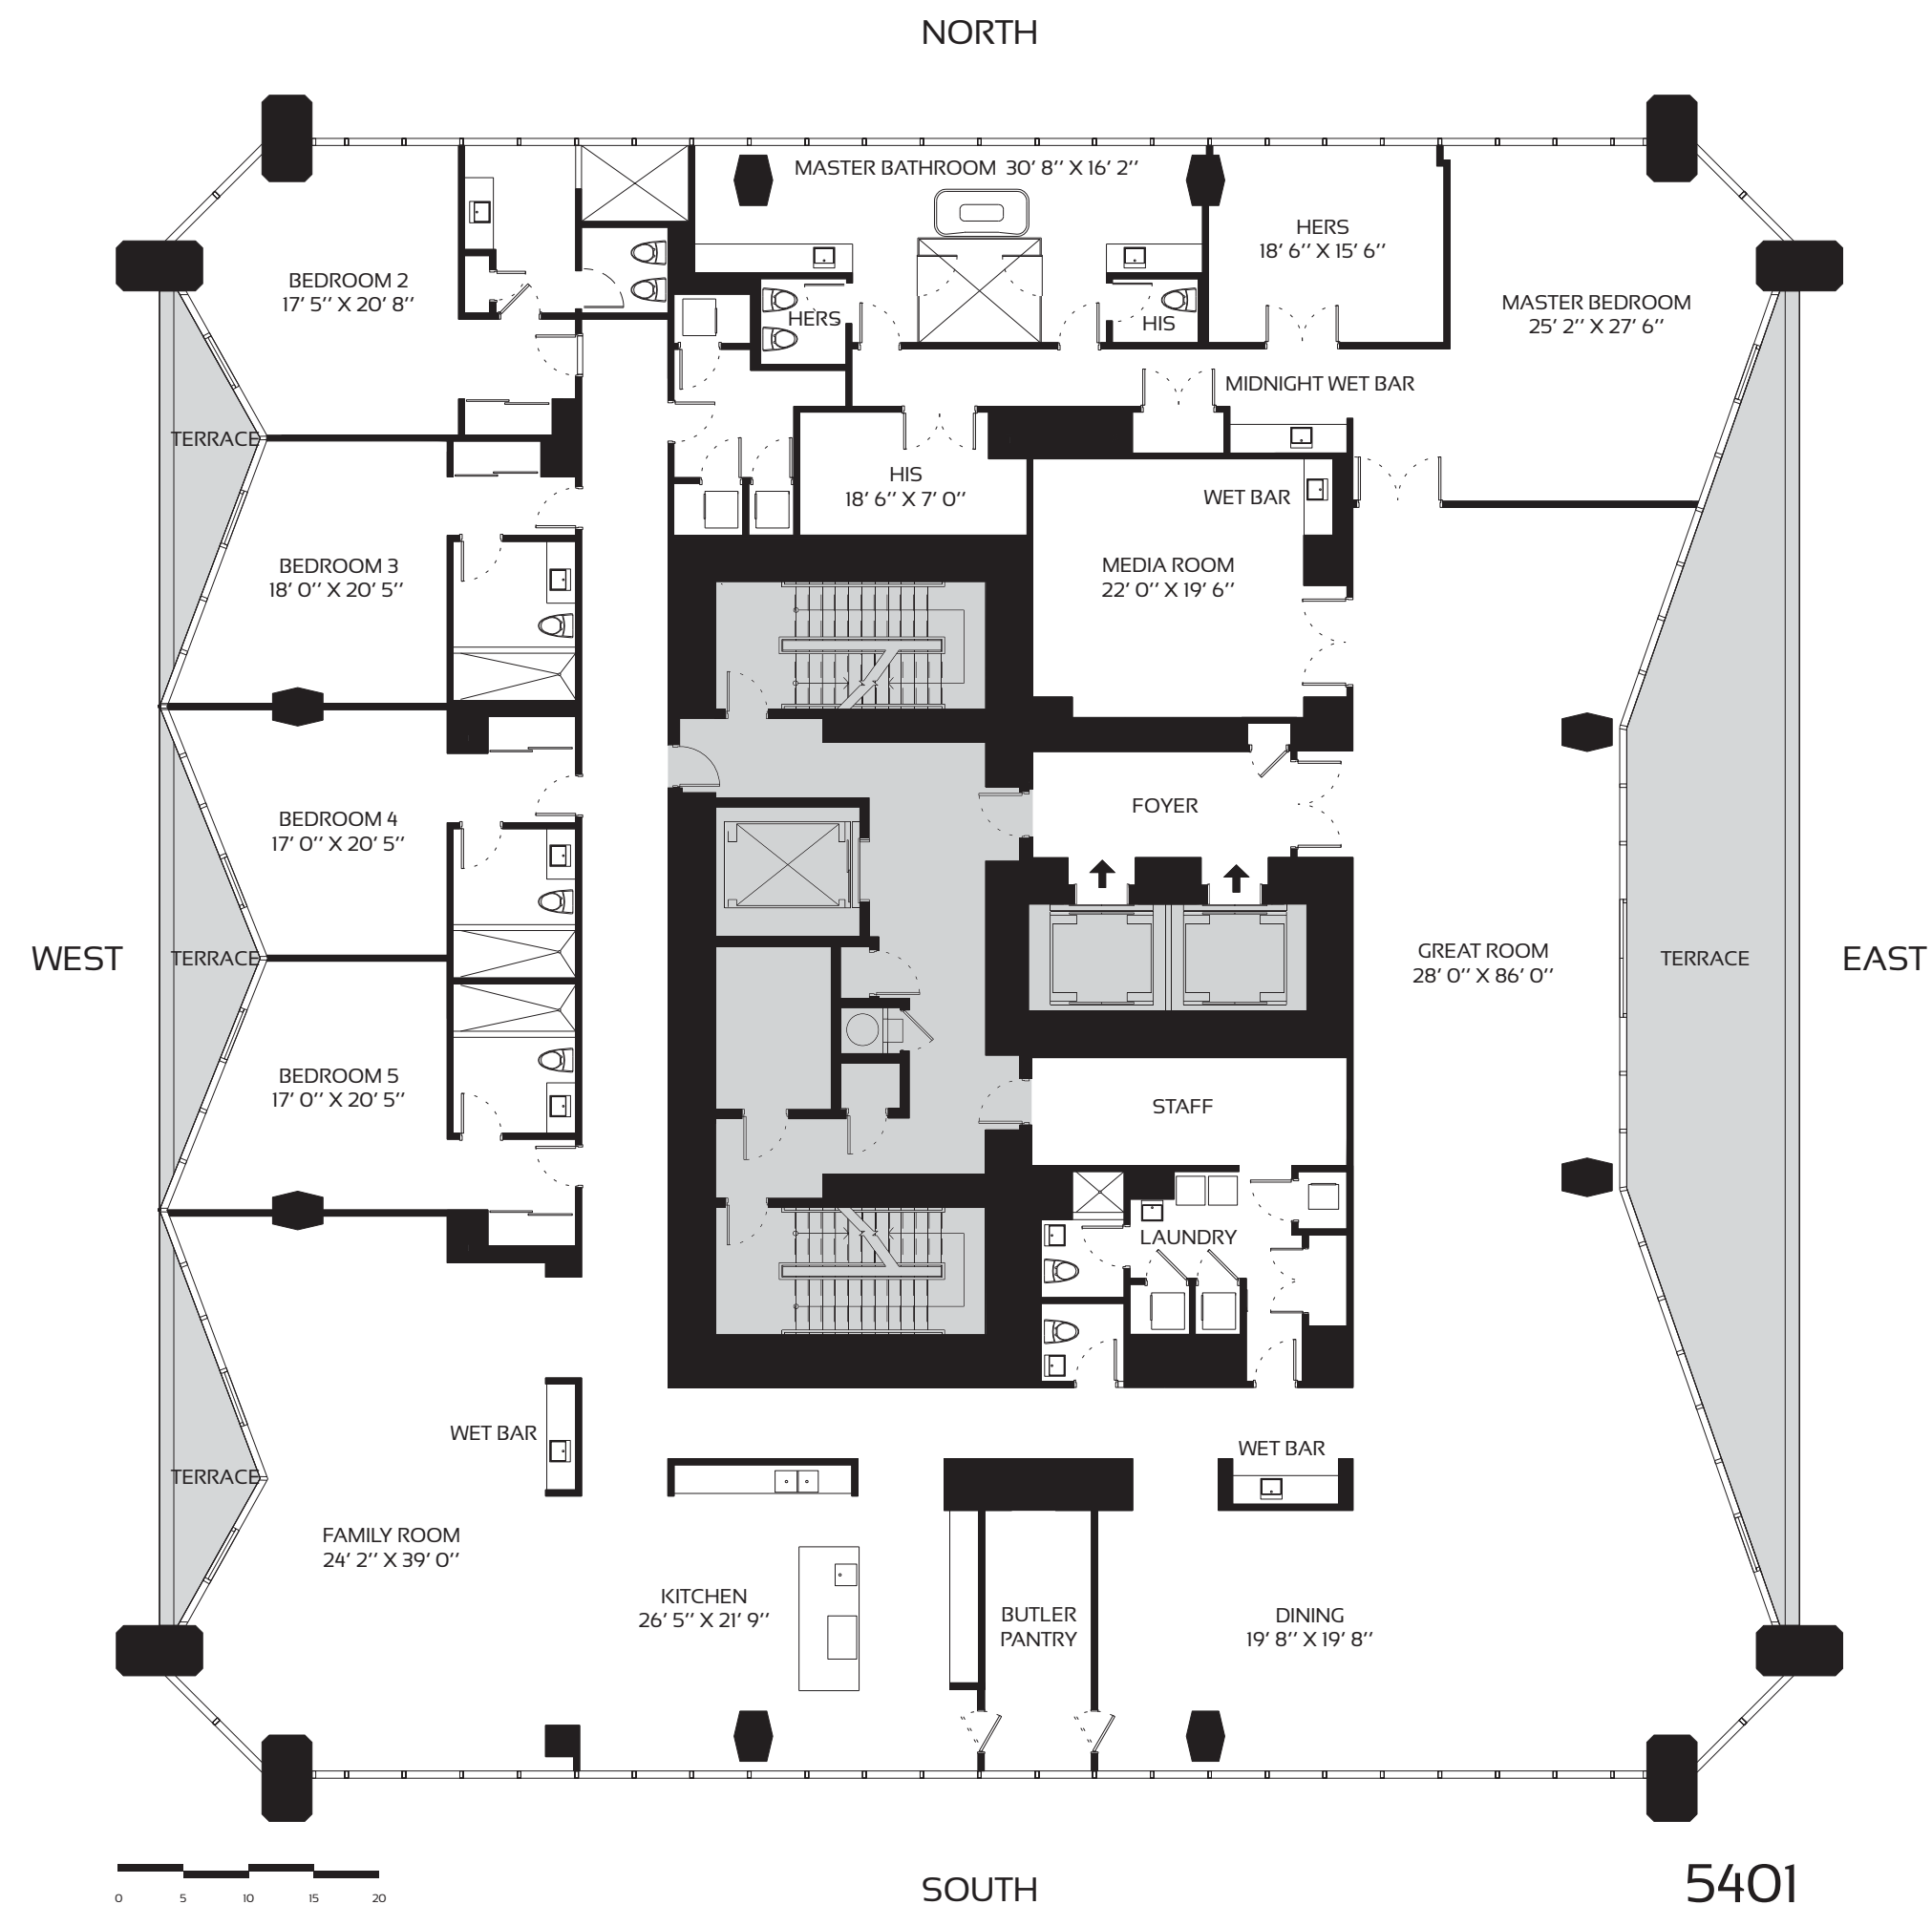 NORTH
MASTER BATHROOM 30' 8'' X 16' 2''
HERS
18' 6'' X 15' 6''
BEDROOM 2
17' 5'' X 20' 8''
MASTER BEDROOM
25' 2'' X 27' 6''
HERS
HIS
MIDNIGHT WET BAR
TERRACE
HIS
18' 6'' X 7' 0''
WET BAR
BEDROOM 3
18' 0'' X 20' 5''
MEDIA ROOM
22' 0'' X 19' 6''
FOYER
BEDROOM 4
17' 0'' X 20' 5''
WEST
TERRACE
GREAT ROOM
28' 0'' X 86' 0''
TERRACE
EAST
BEDROOM 5
17' 0'' X 20' 5''
STAFF
LAUNDRY
WET BAR
WET BAR
TERRACE
FAMILY ROOM
24' 2'' X 39' 0''
KITCHEN
26' 5'' X 21' 9''
BUTLER
PANTRY
DINING
19' 8'' X 19' 8''
0 5 10 15 20
SOUTH
5401